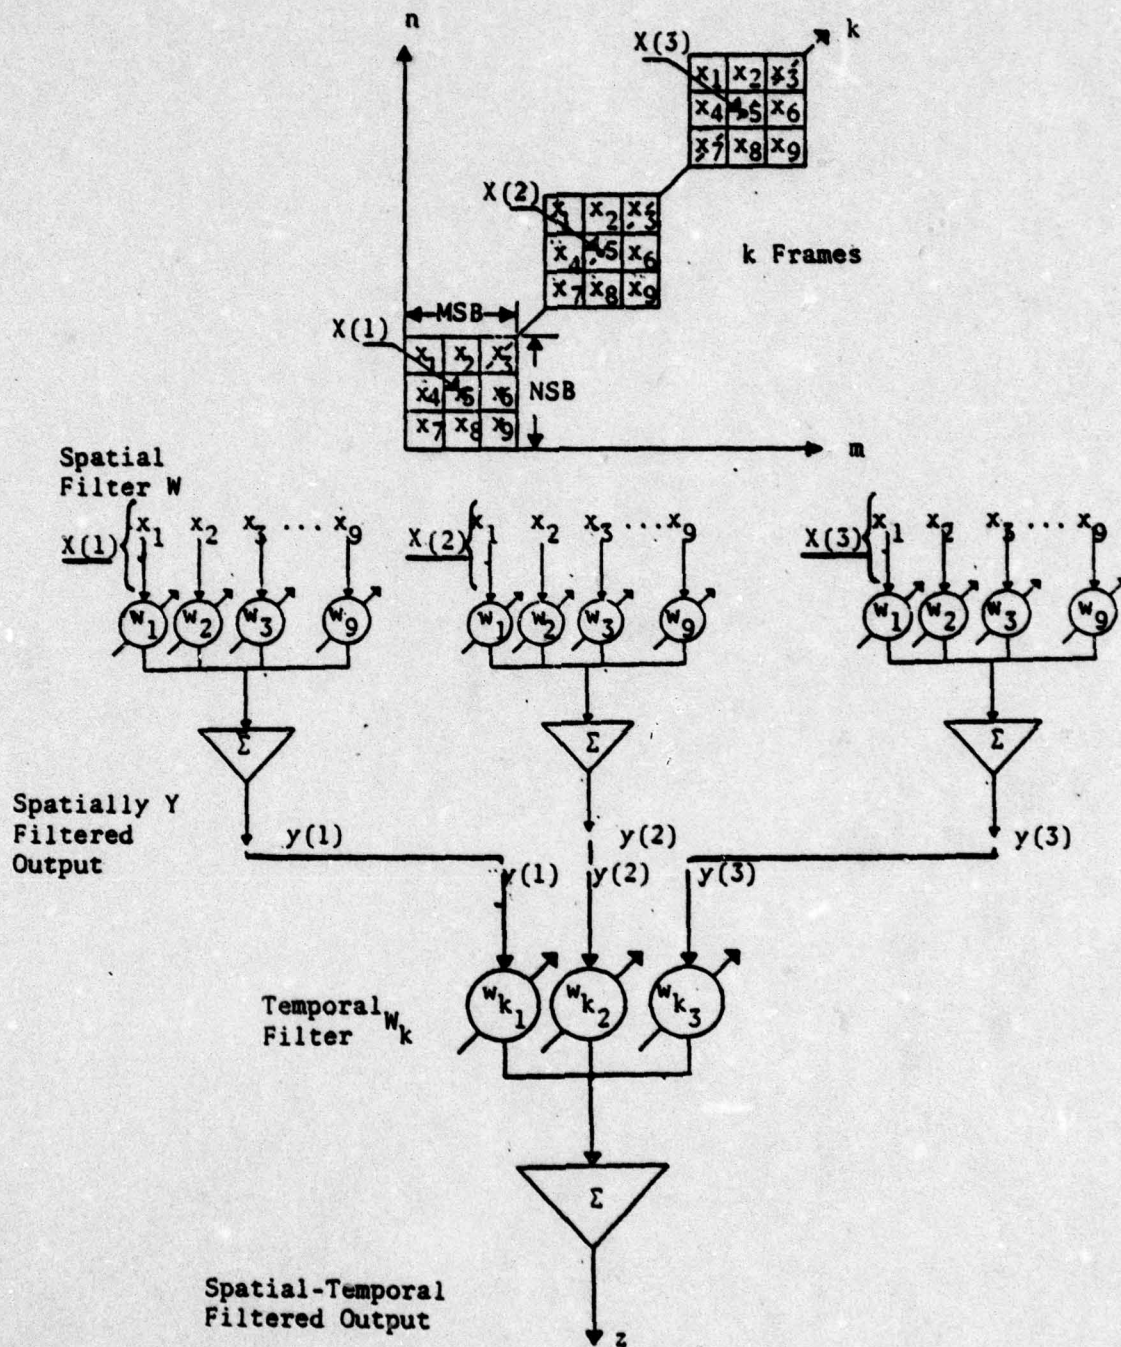 n
k
X(3)
x1 x2 x3
x4 x5 x6
x7 x8 x9
X(2)
x1 x2 x3
x4 x5 x6
x7 x8 x9
k Frames
MSB
X(1)
x1 x2 x3
x4 x5 x6
x7 x8 x9
NSB
m
Spatial
Filter W
X(1) { x1 x2 x3 ... x9
X(2) { x1 x2 x3 ... x9
X(3) { x1 x2 x3 ... x9
w1 w2 w3 w9
w1 w2 w3 w9
w1 w2 w3 w9
Σ Σ Σ
Spatially Y
Filtered
Output
y(1) y(2) y(3)
y(1) y(2) y(3)
Temporal Wk
Filter
wk1 wk2 wk3
Σ
Spatial-Temporal
Filtered Output
z